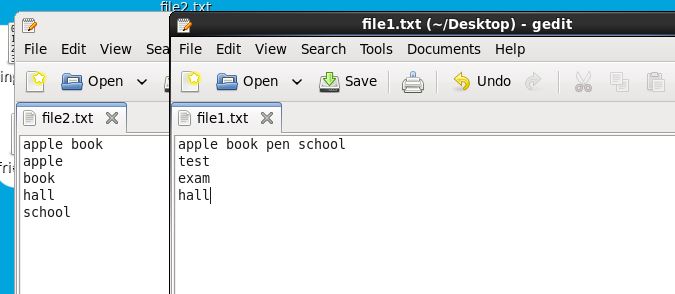 file2.txt
file1.txt (~/Desktop) - gedit
File Edit View Sea
File Edit View Search Tools Documents Help
Open
Open Save Undo
file2.txt
file1.txt
apple book
apple
book
hall
school
apple book pen school
test
exam
hall